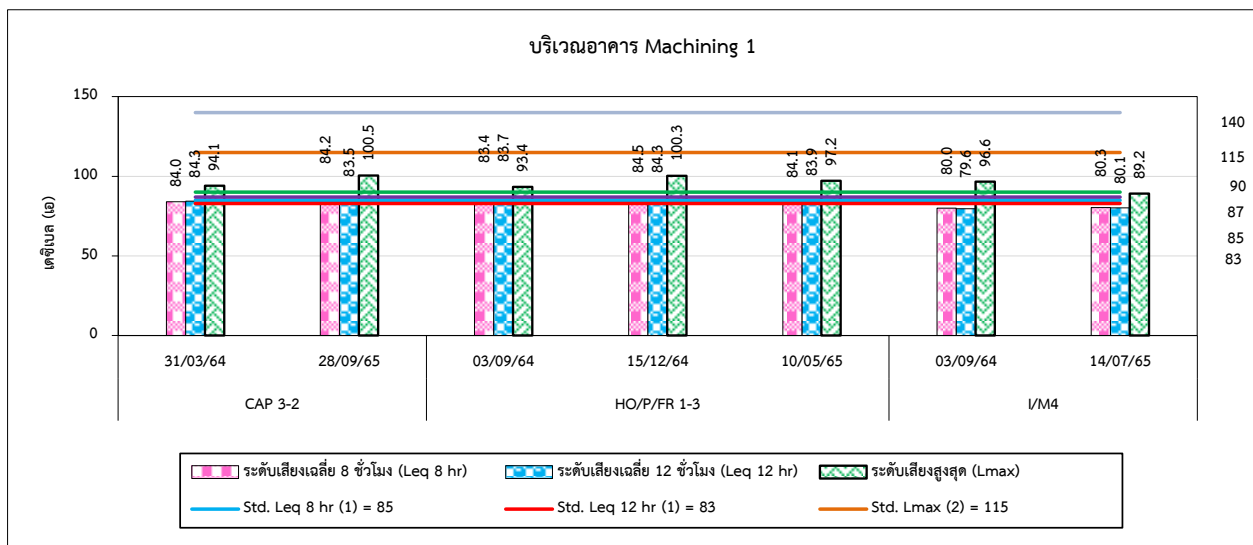 บริเวณอาคาร Machining 1
เดซิเบล (เอ)
150
100
50
0
84.0 84.3 94.1 84.2 83.5 100.5 83.4 83.7 93.4 84.5 84.3 100.3 84.1 83.9 97.2 80.0 79.6 96.6 80.3 80.1 89.2
140
115
90
87
85
83
31/03/64 28/09/65 03/09/64 15/12/64 10/05/65 03/09/64 14/07/65
CAP 3-2 HO/P/FR 1-3 I/M4
ระดับเสียงเฉลี่ย 8 ชั่วโมง (Leq 8 hr) ระดับเสียงเฉลี่ย 12 ชั่วโมง (Leq 12 hr) ระดับเสียงสูงสุด (Lmax)
Std. Leq 8 hr (1) = 85 Std. Leq 12 hr (1) = 83 Std. Lmax (2) = 115